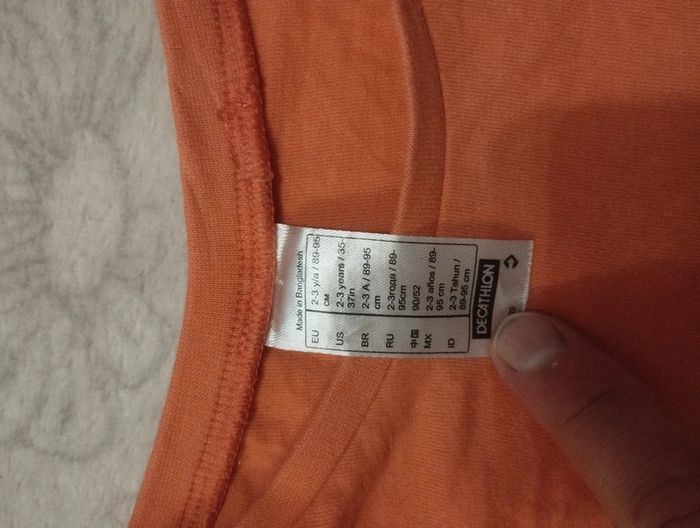 Made in Bangladesh
EU 2-3 y/a / 89-95
CM
US 2-3 years / 35-
37in
BR 2-3 A / 89-95
cm
RU 2-3года / 89-
95cm
中国 90/52
MX 2-3 años / 89-
95 cm
ID 2-3 Tahun /
89-95 cm
DECATHLON